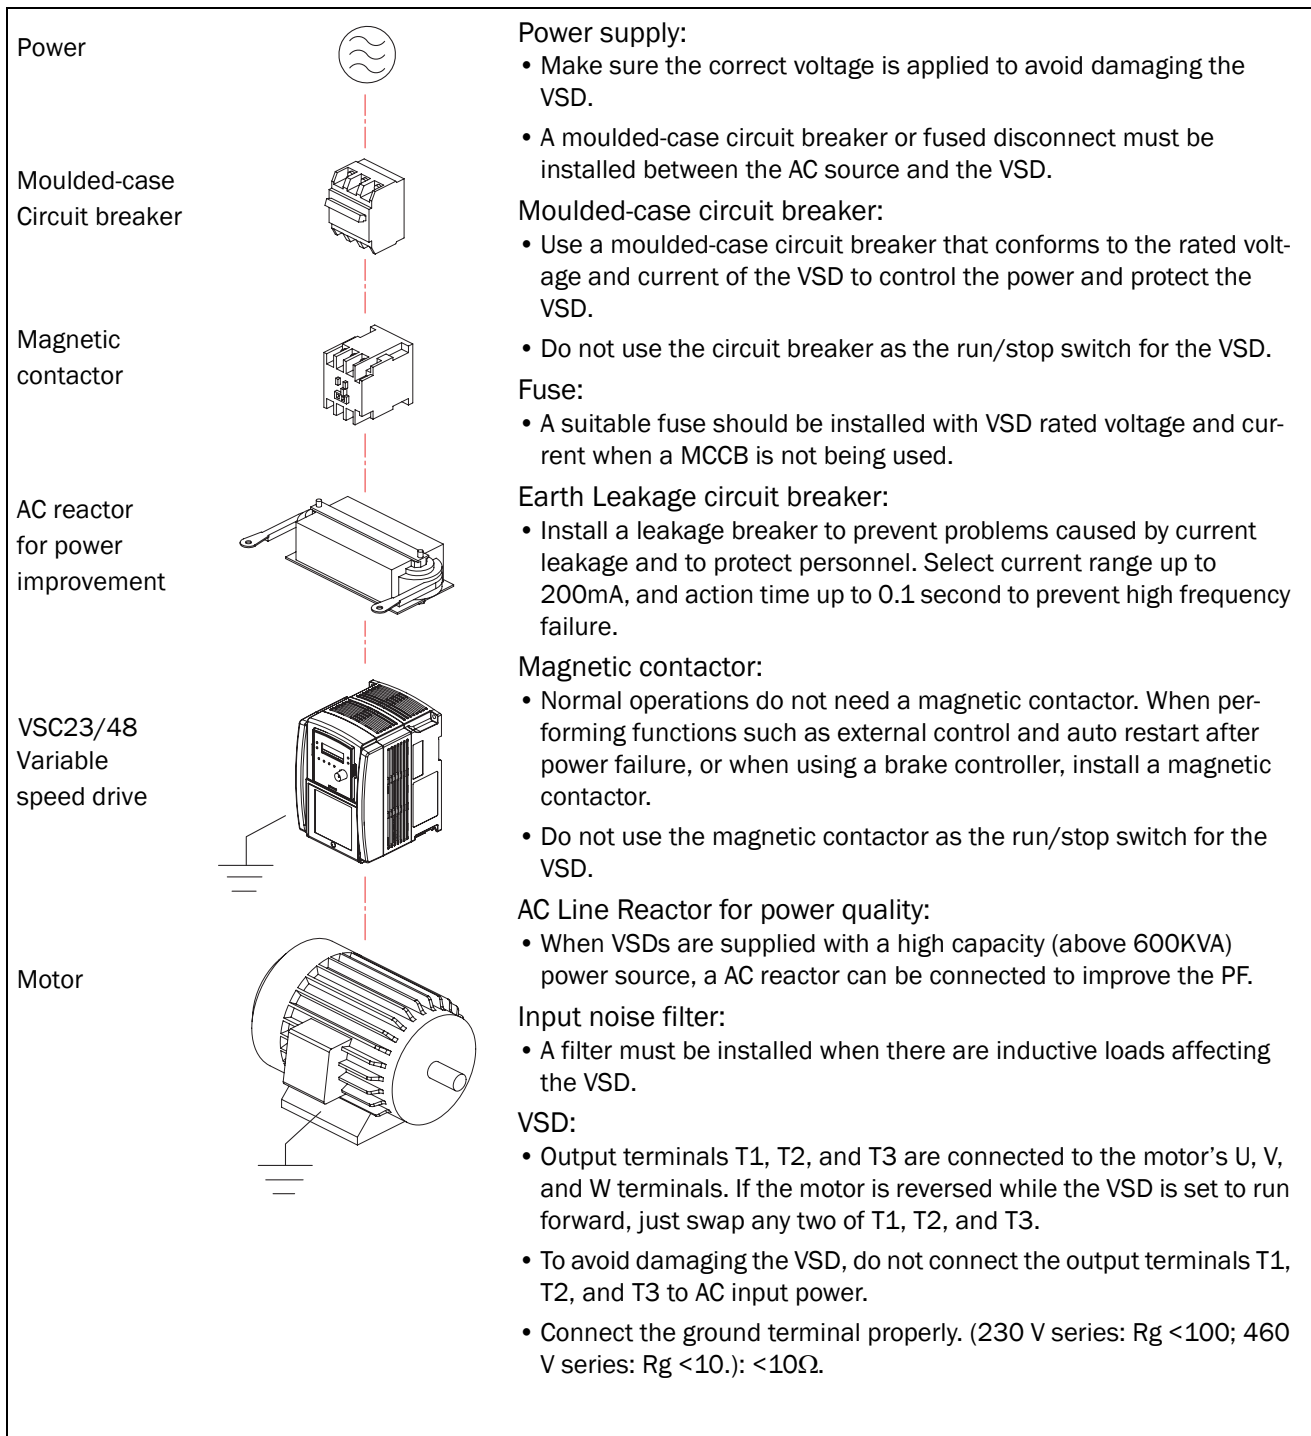 Power
Moulded-case
Circuit breaker
Magnetic
contactor
AC reactor
for power
improvement
VSC23/48
Variable
speed drive
Motor
Power supply:
• Make sure the correct voltage is applied to avoid damaging the
VSD.
• A moulded-case circuit breaker or fused disconnect must be
installed between the AC source and the VSD.
Moulded-case circuit breaker:
• Use a moulded-case circuit breaker that conforms to the rated volt-
age and current of the VSD to control the power and protect the
VSD.
• Do not use the circuit breaker as the run/stop switch for the VSD.
Fuse:
• A suitable fuse should be installed with VSD rated voltage and cur-
rent when a MCCB is not being used.
Earth Leakage circuit breaker:
• Install a leakage breaker to prevent problems caused by current
leakage and to protect personnel. Select current range up to
200mA, and action time up to 0.1 second to prevent high frequency
failure.
Magnetic contactor:
• Normal operations do not need a magnetic contactor. When per-
forming functions such as external control and auto restart after
power failure, or when using a brake controller, install a magnetic
contactor.
• Do not use the magnetic contactor as the run/stop switch for the
VSD.
AC Line Reactor for power quality:
• When VSDs are supplied with a high capacity (above 600KVA)
power source, a AC reactor can be connected to improve the PF.
Input noise filter:
• A filter must be installed when there are inductive loads affecting
the VSD.
VSD:
• Output terminals T1, T2, and T3 are connected to the motor’s U, V,
and W terminals. If the motor is reversed while the VSD is set to run
forward, just swap any two of T1, T2, and T3.
• To avoid damaging the VSD, do not connect the output terminals T1,
T2, and T3 to AC input power.
• Connect the ground terminal properly. (230 V series: Rg <100; 460
V series: Rg <10.): <10Ω.